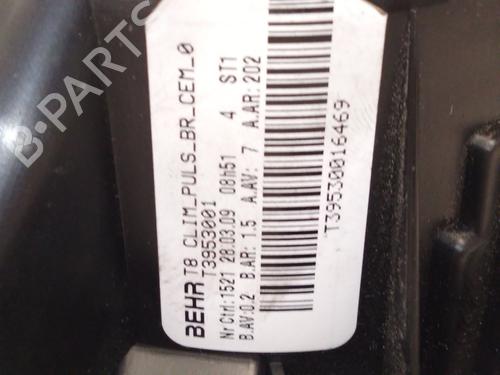 BEHR T8 CLIM_PULS_BR_CEM_0
T3953001
Nr Ctrl:1521 28.03.09 08h51 4 ST1
B.AV:0.2 B.AR: 1.5 A.AV: 7 A.AR: 202
T39530016469
B-PARTS